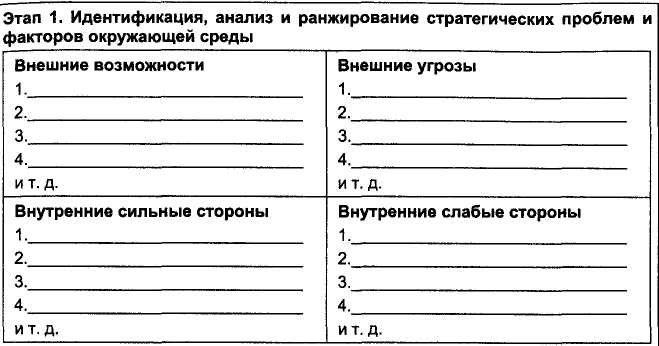 Этап 1. Идентификация, анализ и ранжирование стратегических проблем и
факторов окружающей среды
Внешние возможности
1.
2.
3.
4.
и т. д.
Внешние угрозы
1.
2.
3.
4.
и т. д.
Внутренние сильные стороны
1.
2.
3.
4.
и т. д.
Внутренние слабые стороны
1.
2.
3.
4.
и т. д.